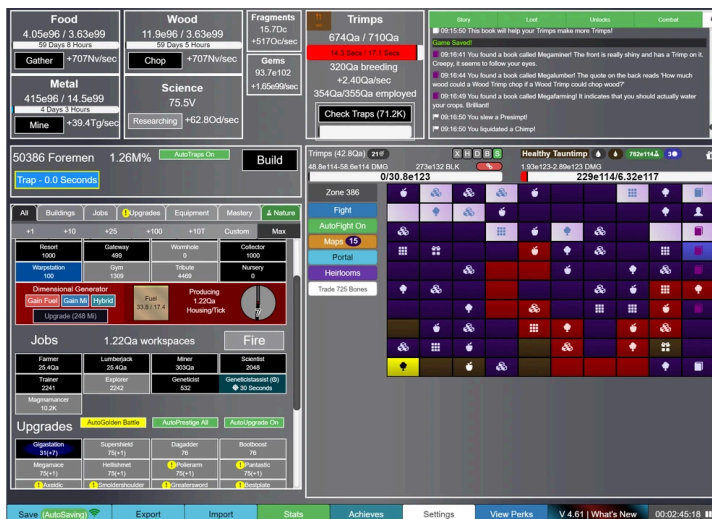 Food
4.05e96 / 3.63e99
59 Days 8 Hours
Gather
+707Nv/sec
Wood
11.9e96 / 3.63e99
59 Days 5 Hours
Chop
+707Nv/sec
Fragments
15.7Dc
+517Oc/sec
Gems
93.7e102
+1.65e99/sec
Metal
415e96 / 14.5e99
4 Days 3 Hours
Mine
+39.4Tg/sec
Science
75.5V
Researching
+62.8Od/sec
Trimps
674Qa / 710Qa
14.3 Secs / 17.1 Secs
320Qa breeding
+2.40Qa/sec
354Qa/355Qa employed
Check Traps (71.2K)
Story
Loot
Unlocks
Combat
09:15:50 This book will help your Trimps make more Trimps!
Game Saved!
09:16:41 You found a book called Megaminer! The front is really shiny and has a Trimp on it.
Creepy, it seems to follow your eyes.
09:16:44 You found a book called Megalumber! The quote on the back reads 'How much
wood could a Wood Trimp chop if a Wood Trimp could chop wood?'
09:16:49 You found a book called Megafarming! It indicates that you should actually water
your crops. Brilliant!
09:16:50 You slew a Presimpt!
09:16:50 You liquidated a Chimp!
50386 Foremen
1.26M%
AutoTraps On
Build
Trap - 0.0 Seconds
All
Buildings
Jobs
Upgrades
Equipment
Mastery
Nature
+1
+10
+25
+100
+10T
Custom
Max
Resort
1000
Gateway
499
Wormhole
0
Collector
1000
Warpstation
100
Gym
1309
Tribute
4469
Nursery
0
Dimensional Generator
Gain Fuel
Gain Mi
Hybrid
Upgrade (248 Mi)
Fuel
33.8 / 17.4
Producing
1.22Qa
Housing/Tick
Jobs
1.22Qa workspaces
Fire
Farmer
25.4Qa
Lumberjack
25.4Qa
Miner
303Qa
Scientist
2048
Trainer
2241
Explorer
2242
Geneticist
532
Geneticistassist (G)
30 Seconds
Magmamancer
10.2K
Upgrades
AutoGolden Battle
AutoPrestige All
AutoUpgrade On
Gigastation
31(+7)
Supershield
75(+1)
Dagadder
76
Bootboost
76
Megamace
75(+1)
Hellishmet
75(+1)
Polierarm
75(+1)
Pantastic
75(+1)
Axeidic
Smoldershoulder
Greatersword
Bestplate
Trimps (42.8Qa)
X H D B S
48.8e114-58.6e114 DMG
273e132 BLK
0/30.8e123
Healthy Tauntimp
762e114
3
1.93e123-2.89e123 DMG
229e114/6.32e117
Zone 386
Fight
AutoFight On
Maps 15
Portal
Heirlooms
Trade 725 Bones
Save (AutoSaving)
Export
Import
Stats
Achieves
Settings
View Perks
V 4.61 | What's New
00:02:45:18